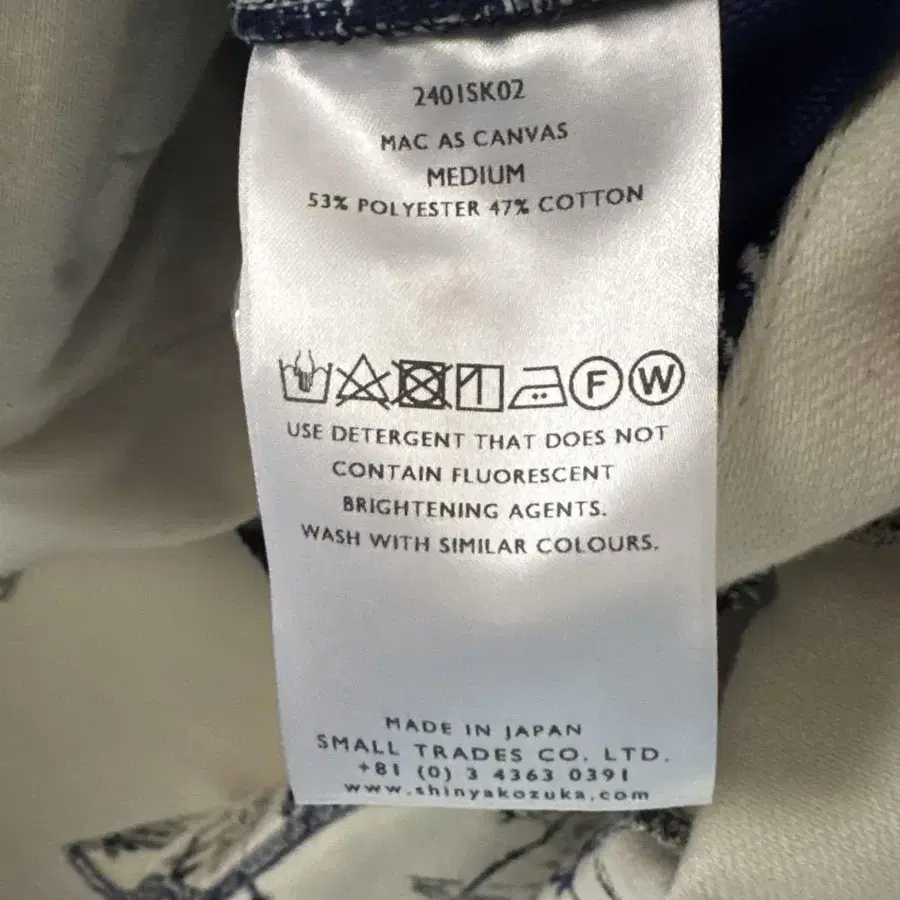 2401SK02
MAC AS CANVAS
MEDIUM
53% POLYESTER 47% COTTON
F W
USE DETERGENT THAT DOES NOT
CONTAIN FLUORESCENT
BRIGHTENING AGENTS.
WASH WITH SIMILAR COLOURS.
MADE IN JAPAN
SMALL TRADES CO. LTD.
+81 (0) 3 4363 0391
www.shinyakozuka.com